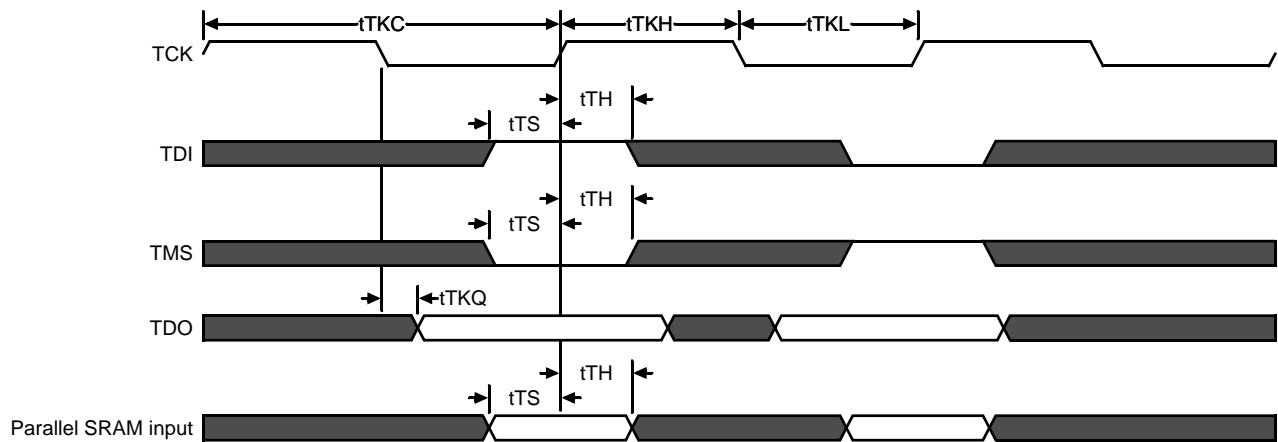 tTKC
tTKH
tTKL
TCK
tTH
tTS
TDI
tTH
tTS
TMS
tTKQ
TDO
tTH
tTS
Parallel SRAM input